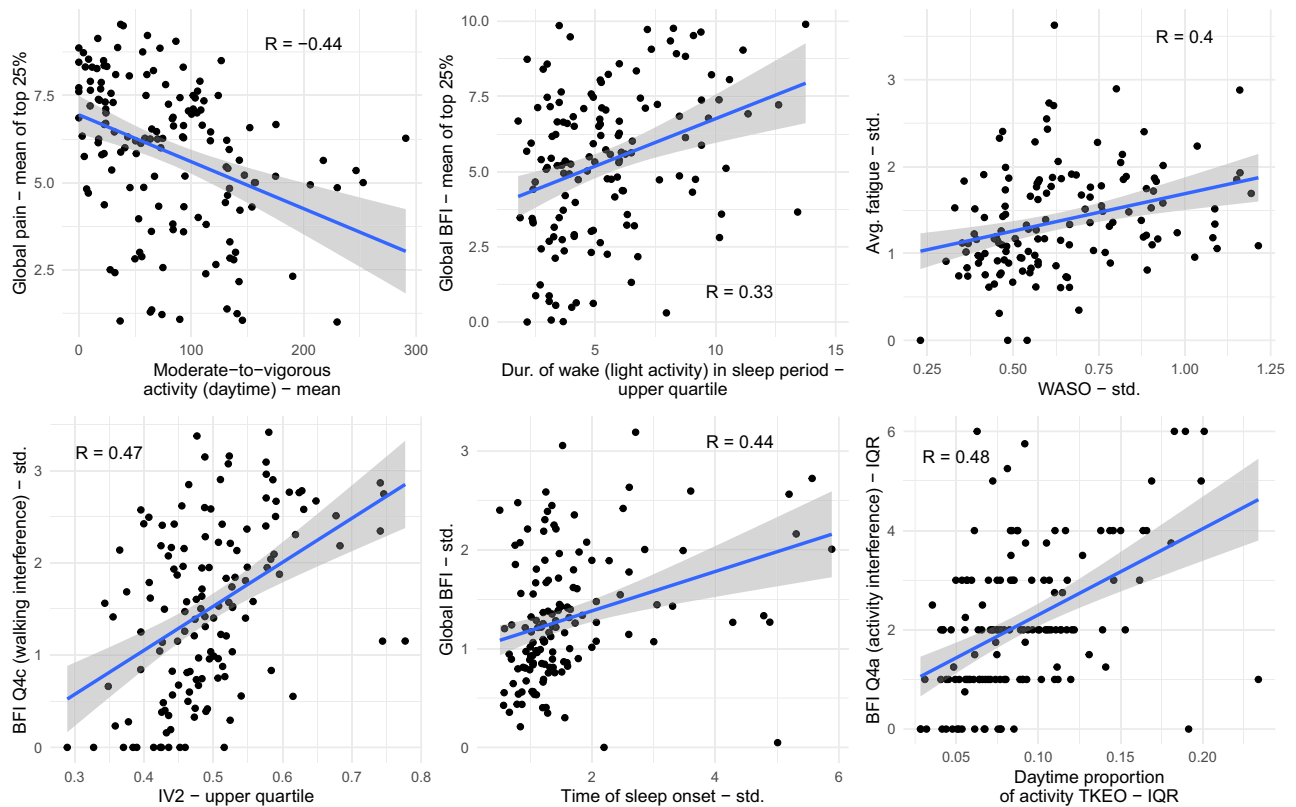 Global pain − mean of top 25%
7.5
5.0
2.5
R = −0.44
0 100 200 300
Moderate−to−vigorous
activity (daytime) − mean
Global BFI − mean of top 25%
10.0
7.5
5.0
2.5
0.0
R = 0.33
5 10 15
Dur. of wake (light activity) in sleep period −
upper quartile
Avg. fatigue − std.
3
2
1
0
R = 0.4
0.25 0.50 0.75 1.00 1.25
WASO − std.
BFI Q4c (walking interference) − std.
3
2
1
0
R = 0.47
0.3 0.4 0.5 0.6 0.7 0.8
IV2 − upper quartile
Global BFI − std.
3
2
1
0
R = 0.44
2 4 6
Time of sleep onset − std.
BFI Q4a (activity interference) − IQR
6
4
2
0
R = 0.48
0.05 0.10 0.15 0.20
Daytime proportion
of activity TKEO − IQR